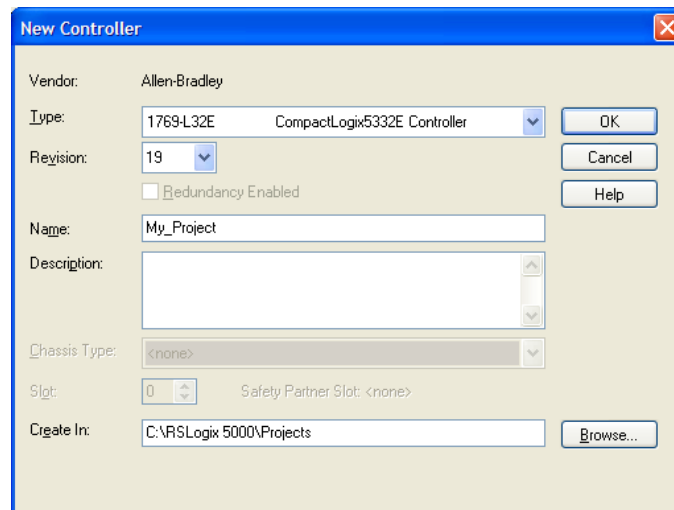 New Controller
Vendor: Allen-Bradley
Type: 1769-L32E CompactLogix5332E Controller OK
Revision: 19 Cancel
Redundancy Enabled Help
Name: My_Project
Description:
Chassis Type: <none>
Slot: 0 Safety Partner Slot: <none>
Create In: C:\RSLogix 5000\Projects Browse...